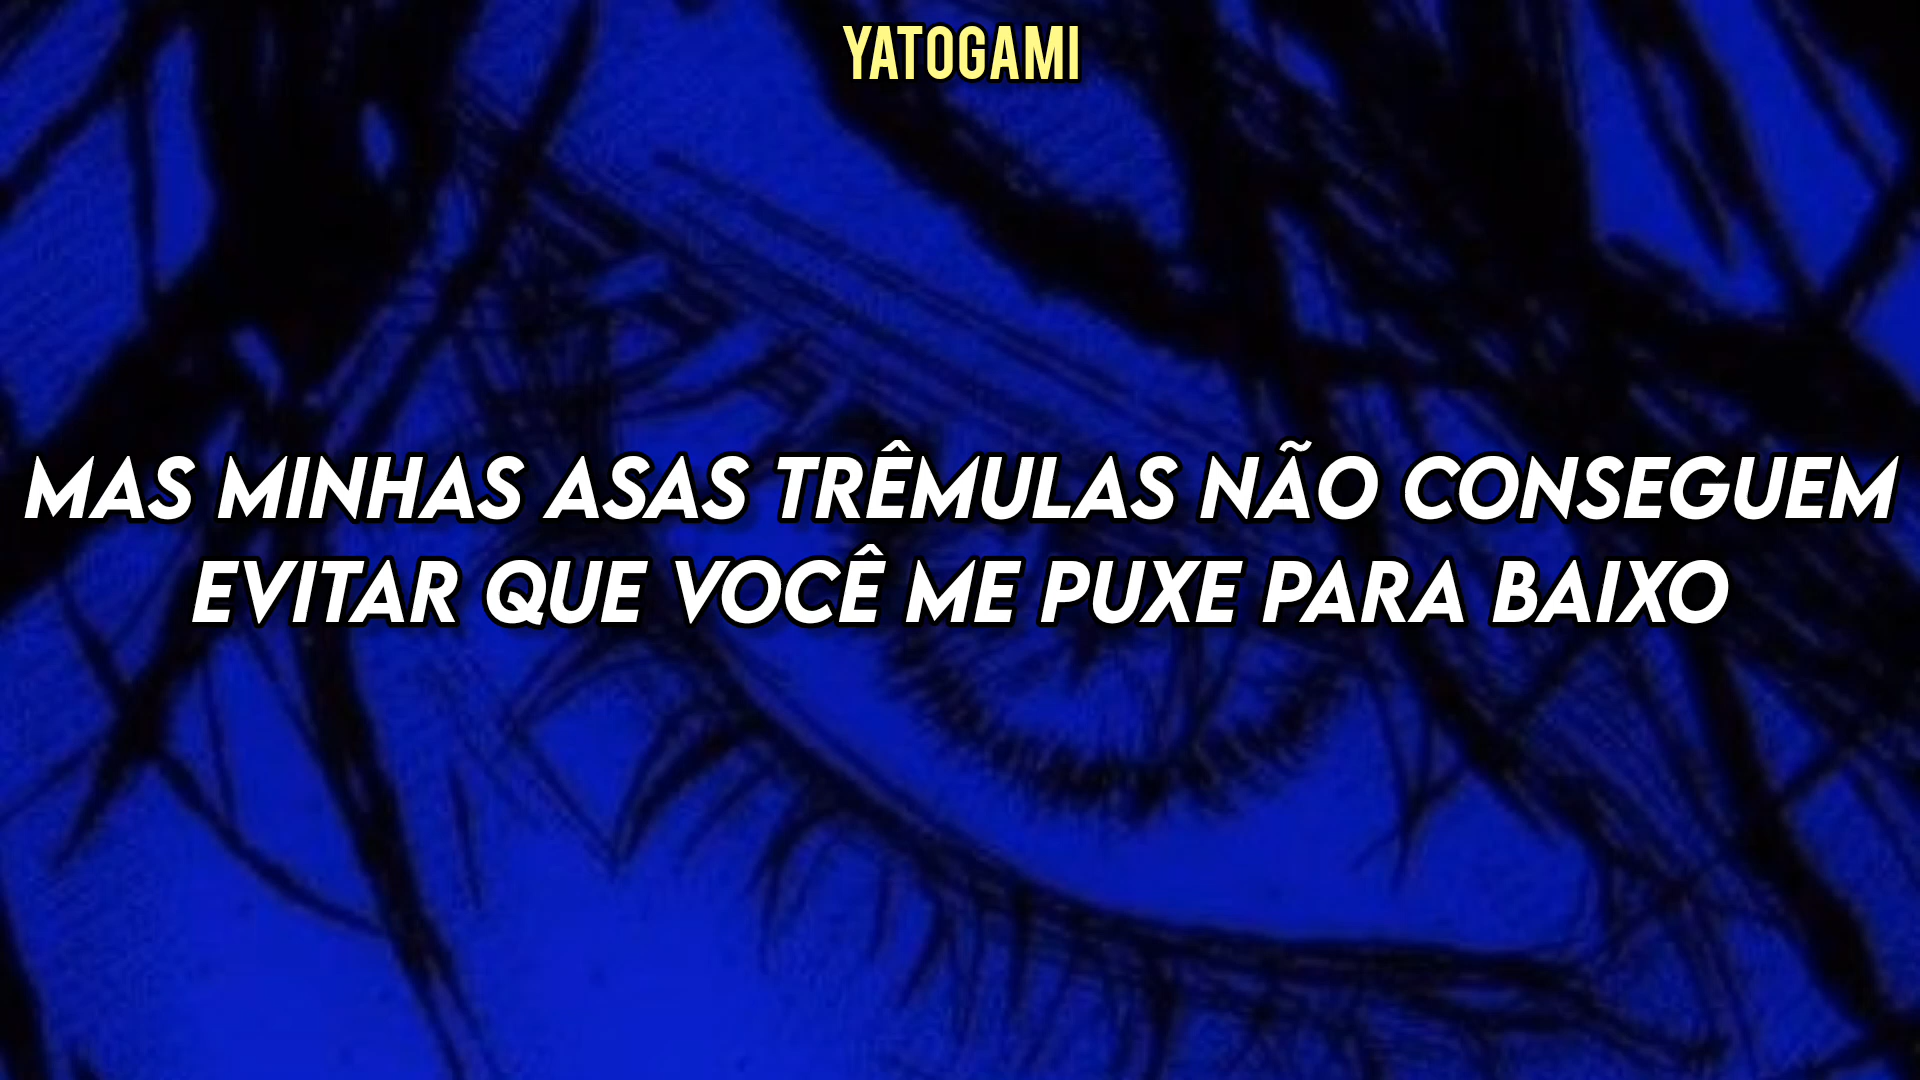 YATOGAMI
MAS MINHAS ASAS TRÊMULAS NÃO CONSEGUEM
EVITAR QUE VOCÊ ME PUXE PARA BAIXO